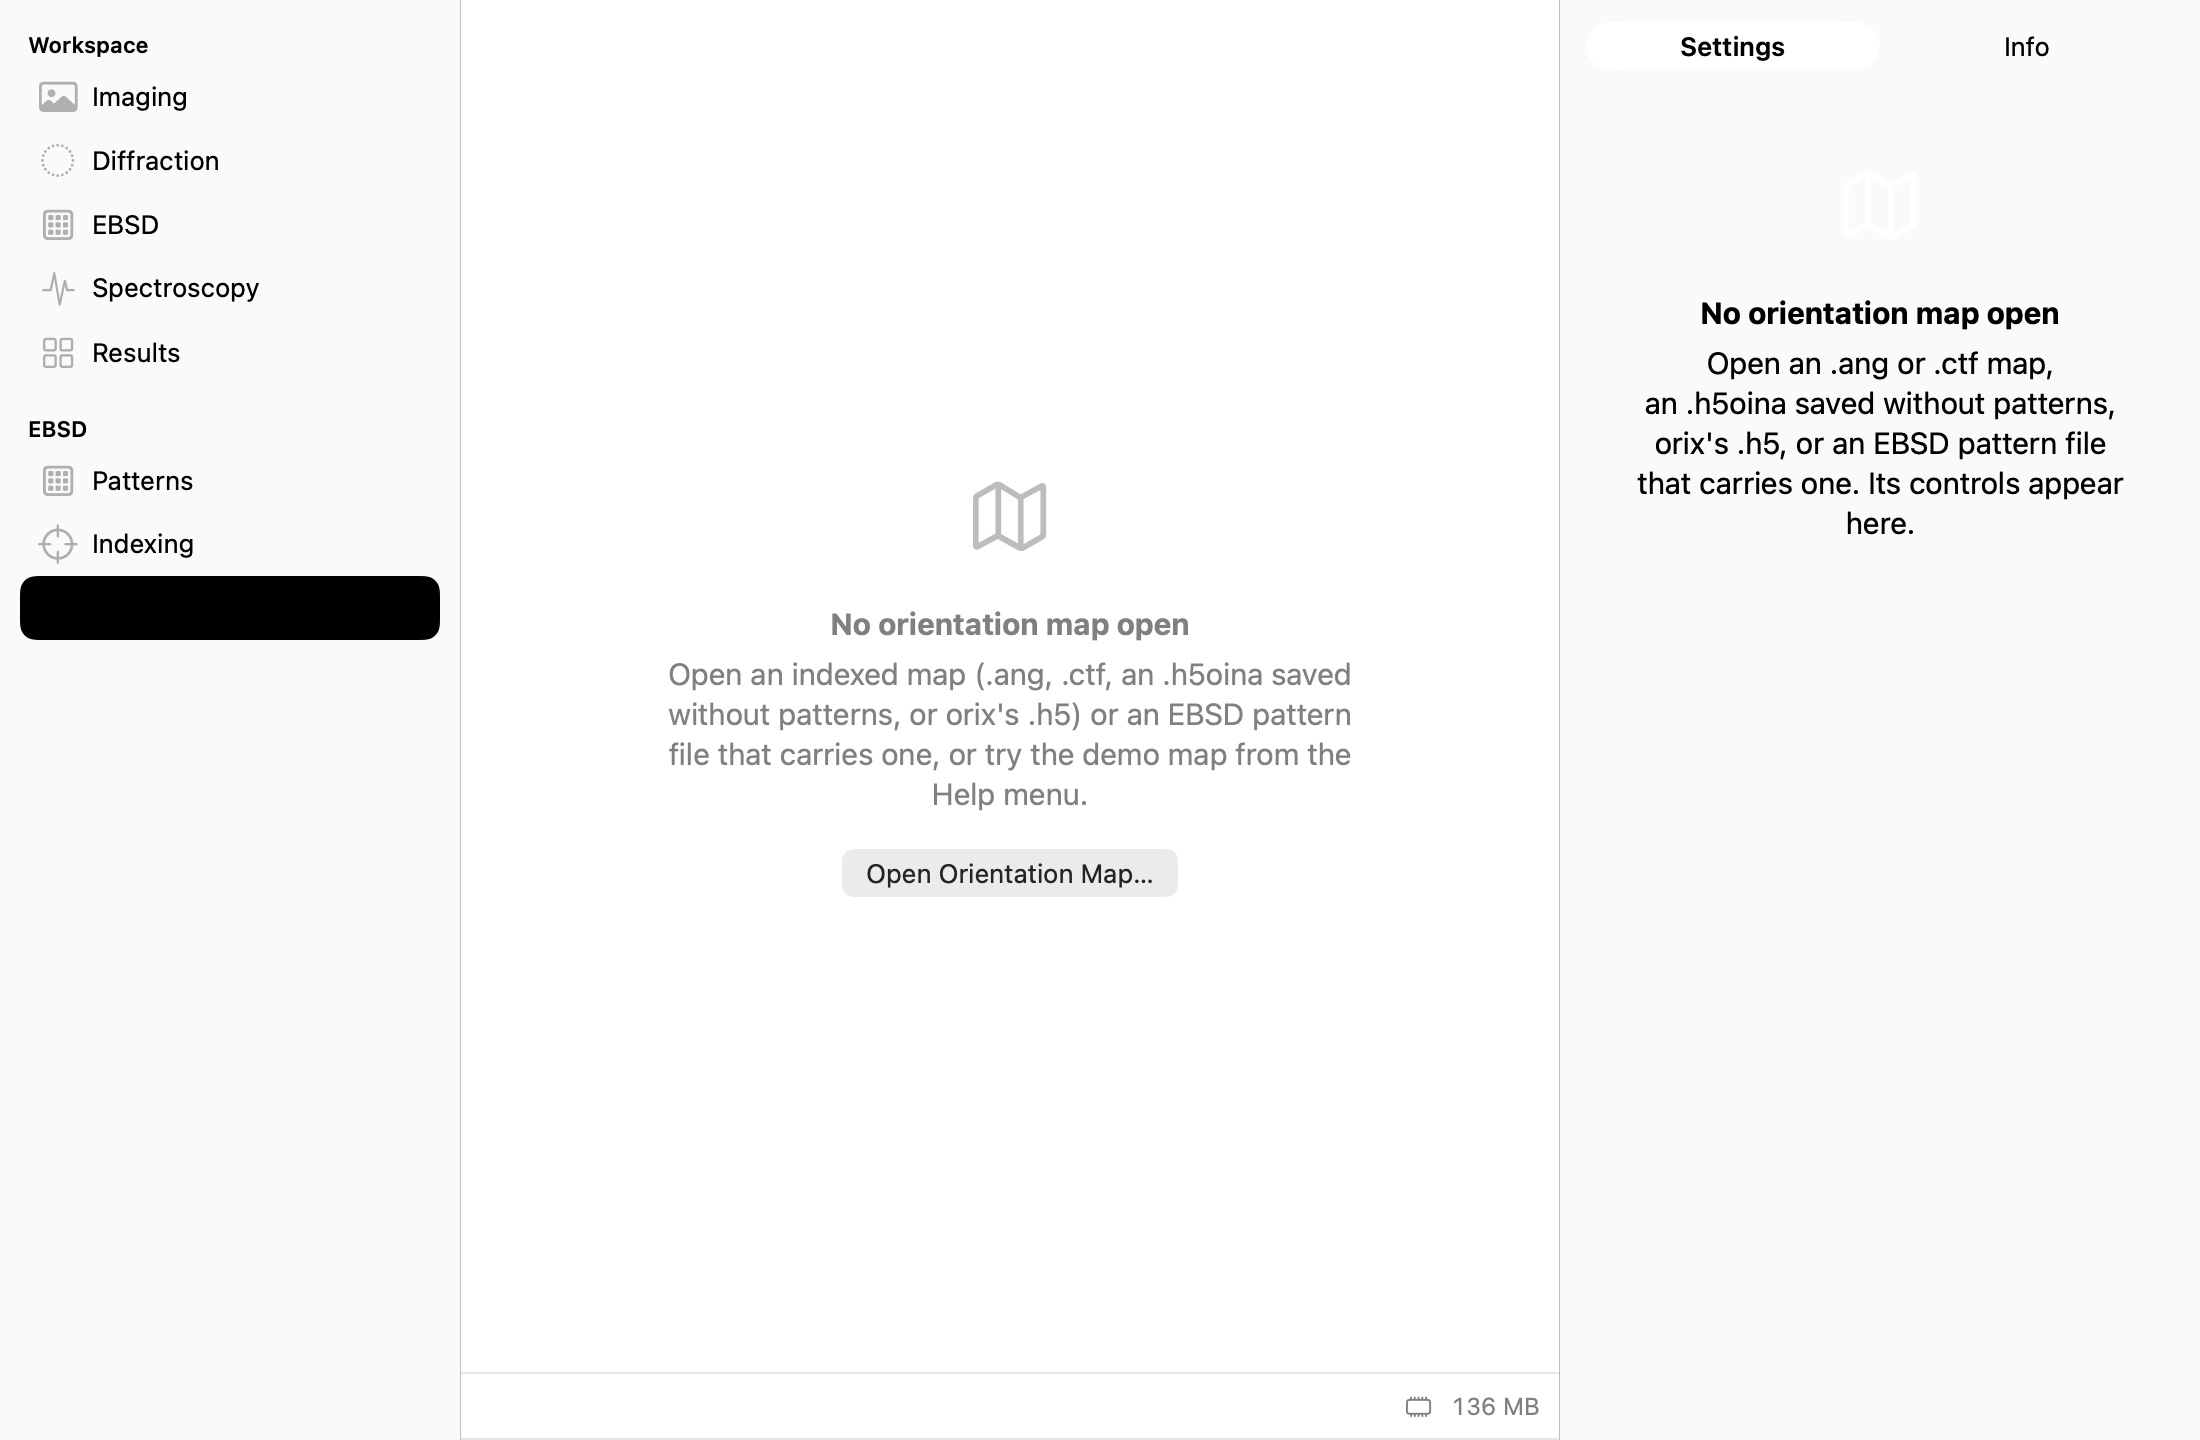 Workspace
Imaging
Diffraction
EBSD
Spectroscopy
Results
EBSD
Patterns
Indexing
No orientation map open
Open an indexed map (.ang, .ctf, an .h5oina saved
without patterns, or orix's .h5) or an EBSD pattern
file that carries one, or try the demo map from the
Help menu.
Open Orientation Map...
136 MB
Settings
Info
No orientation map open
Open an .ang or .ctf map,
an .h5oina saved without patterns,
orix's .h5, or an EBSD pattern file
that carries one. Its controls appear
here.